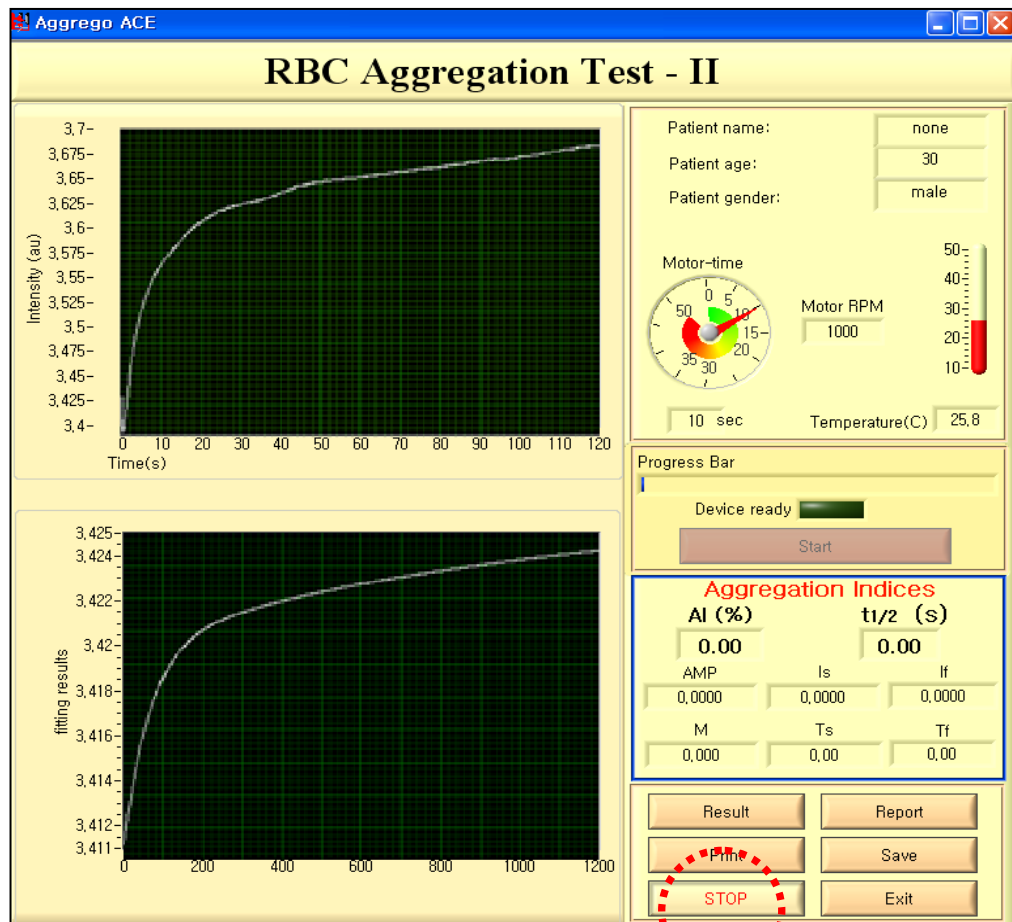 Aggrego ACE
RBC Aggregation Test - II
3,7
3,675
3,65
3,625
3,6
3,575
3,55
3,525
3,5
3,475
3,45
3,425
3,4
Intensity (au)
0 10 20 30 40 50 60 70 80 90 100 110 120
Time(s)
3,425
3,424
3,422
3,42
3,418
3,416
3,414
3,412
3,411
fitting results
0 200 400 600 800 1000 1200
Patient name: none
Patient age: 30
Patient gender: male
Motor-time
0 5 10 15 20 30 35 50
10 sec
Motor RPM
1000
50
40
30
20
10
Temperature(C) 25,8
Progress Bar
Device ready
Start
Aggregation Indices
AI (%) t1/2 (s)
0.00 0.00
AMP Is If
0,0000 0,0000 0,0000
M Ts Tf
0,000 0,00 0,00
Result Report
Print Save
STOP Exit